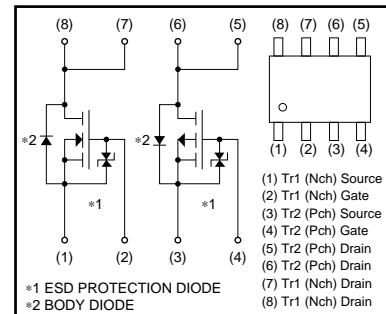 (8) (7) (6) (5)
(8) (7) (6) (5)
∗2
∗2
∗1
∗1
(1) (2) (3) (4)
(1) (2) (3) (4)
(1) Tr1 (Nch) Source
(2) Tr1 (Nch) Gate
(3) Tr2 (Pch) Source
(4) Tr2 (Pch) Gate
(5) Tr2 (Pch) Drain
(6) Tr2 (Pch) Drain
(7) Tr1 (Nch) Drain
(8) Tr1 (Nch) Drain
∗1 ESD PROTECTION DIODE
∗2 BODY DIODE